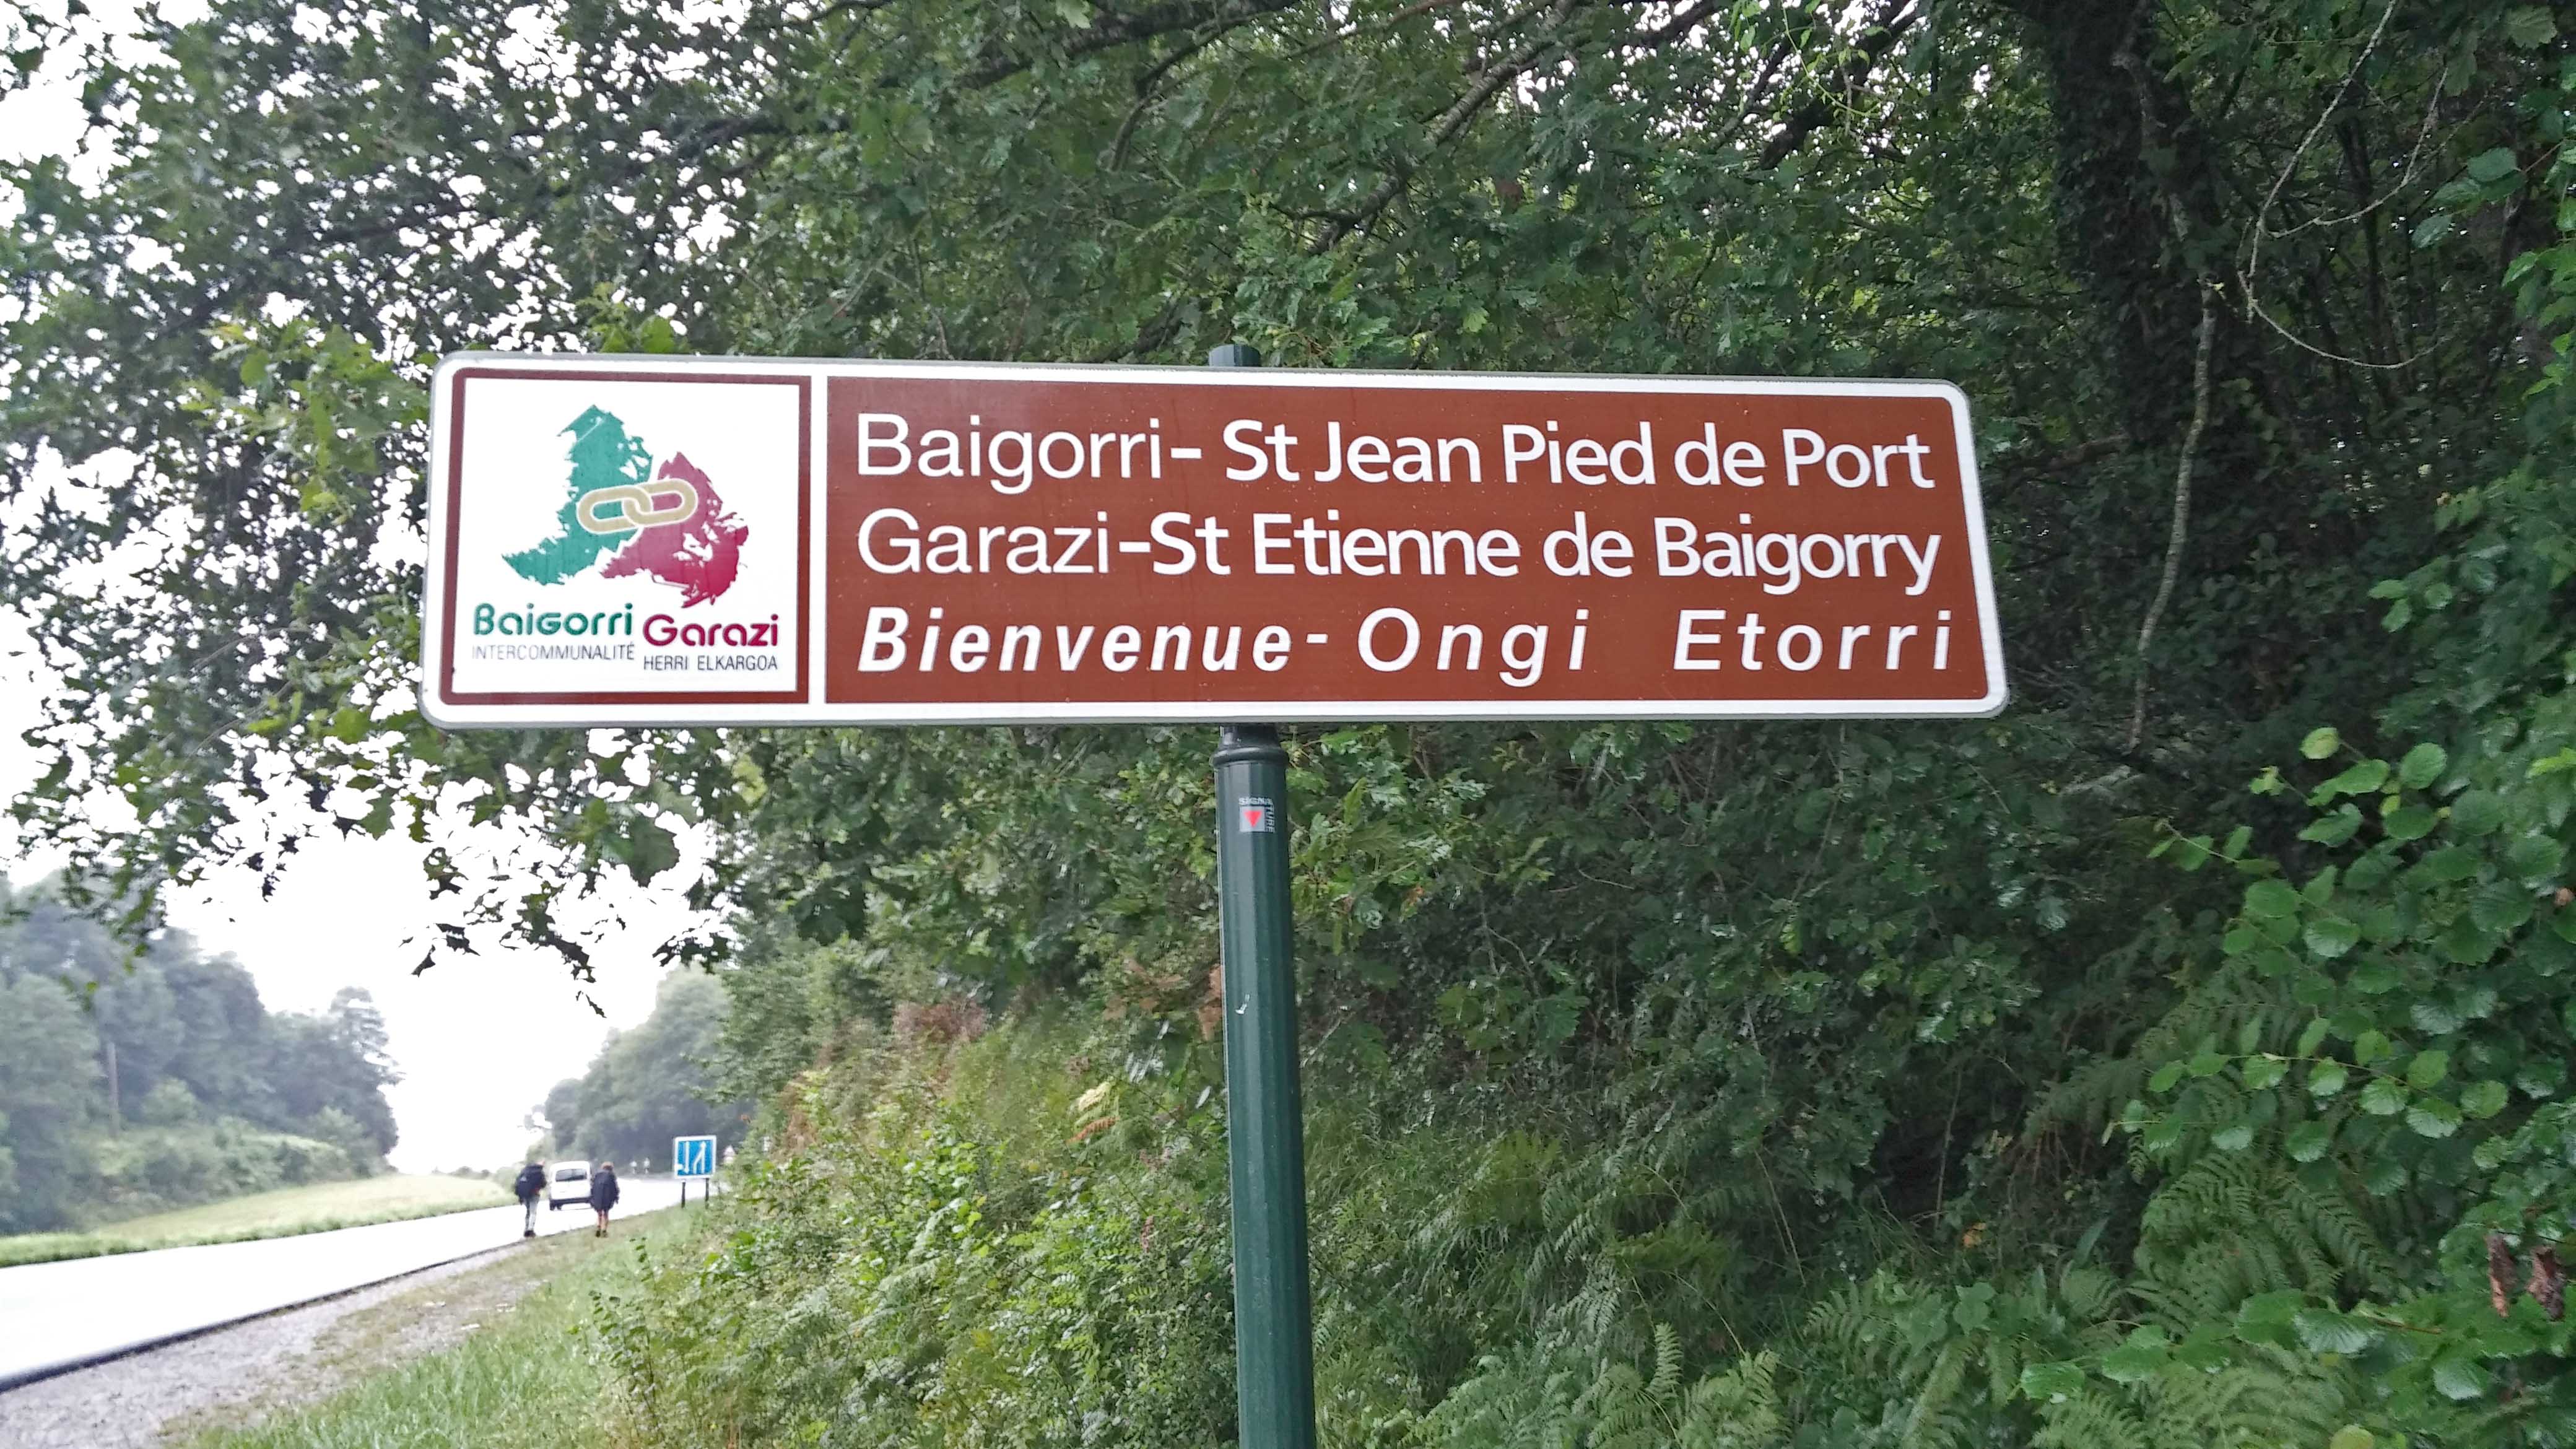 Baigorri- St Jean Pied de Port
Garazi-St Etienne de Baigorry
Bienvenue-Ongi Etorri
Baigorri Garazi
INTERCOMMUNALITÉ HERRI ELKARGOA
SIGNATURE